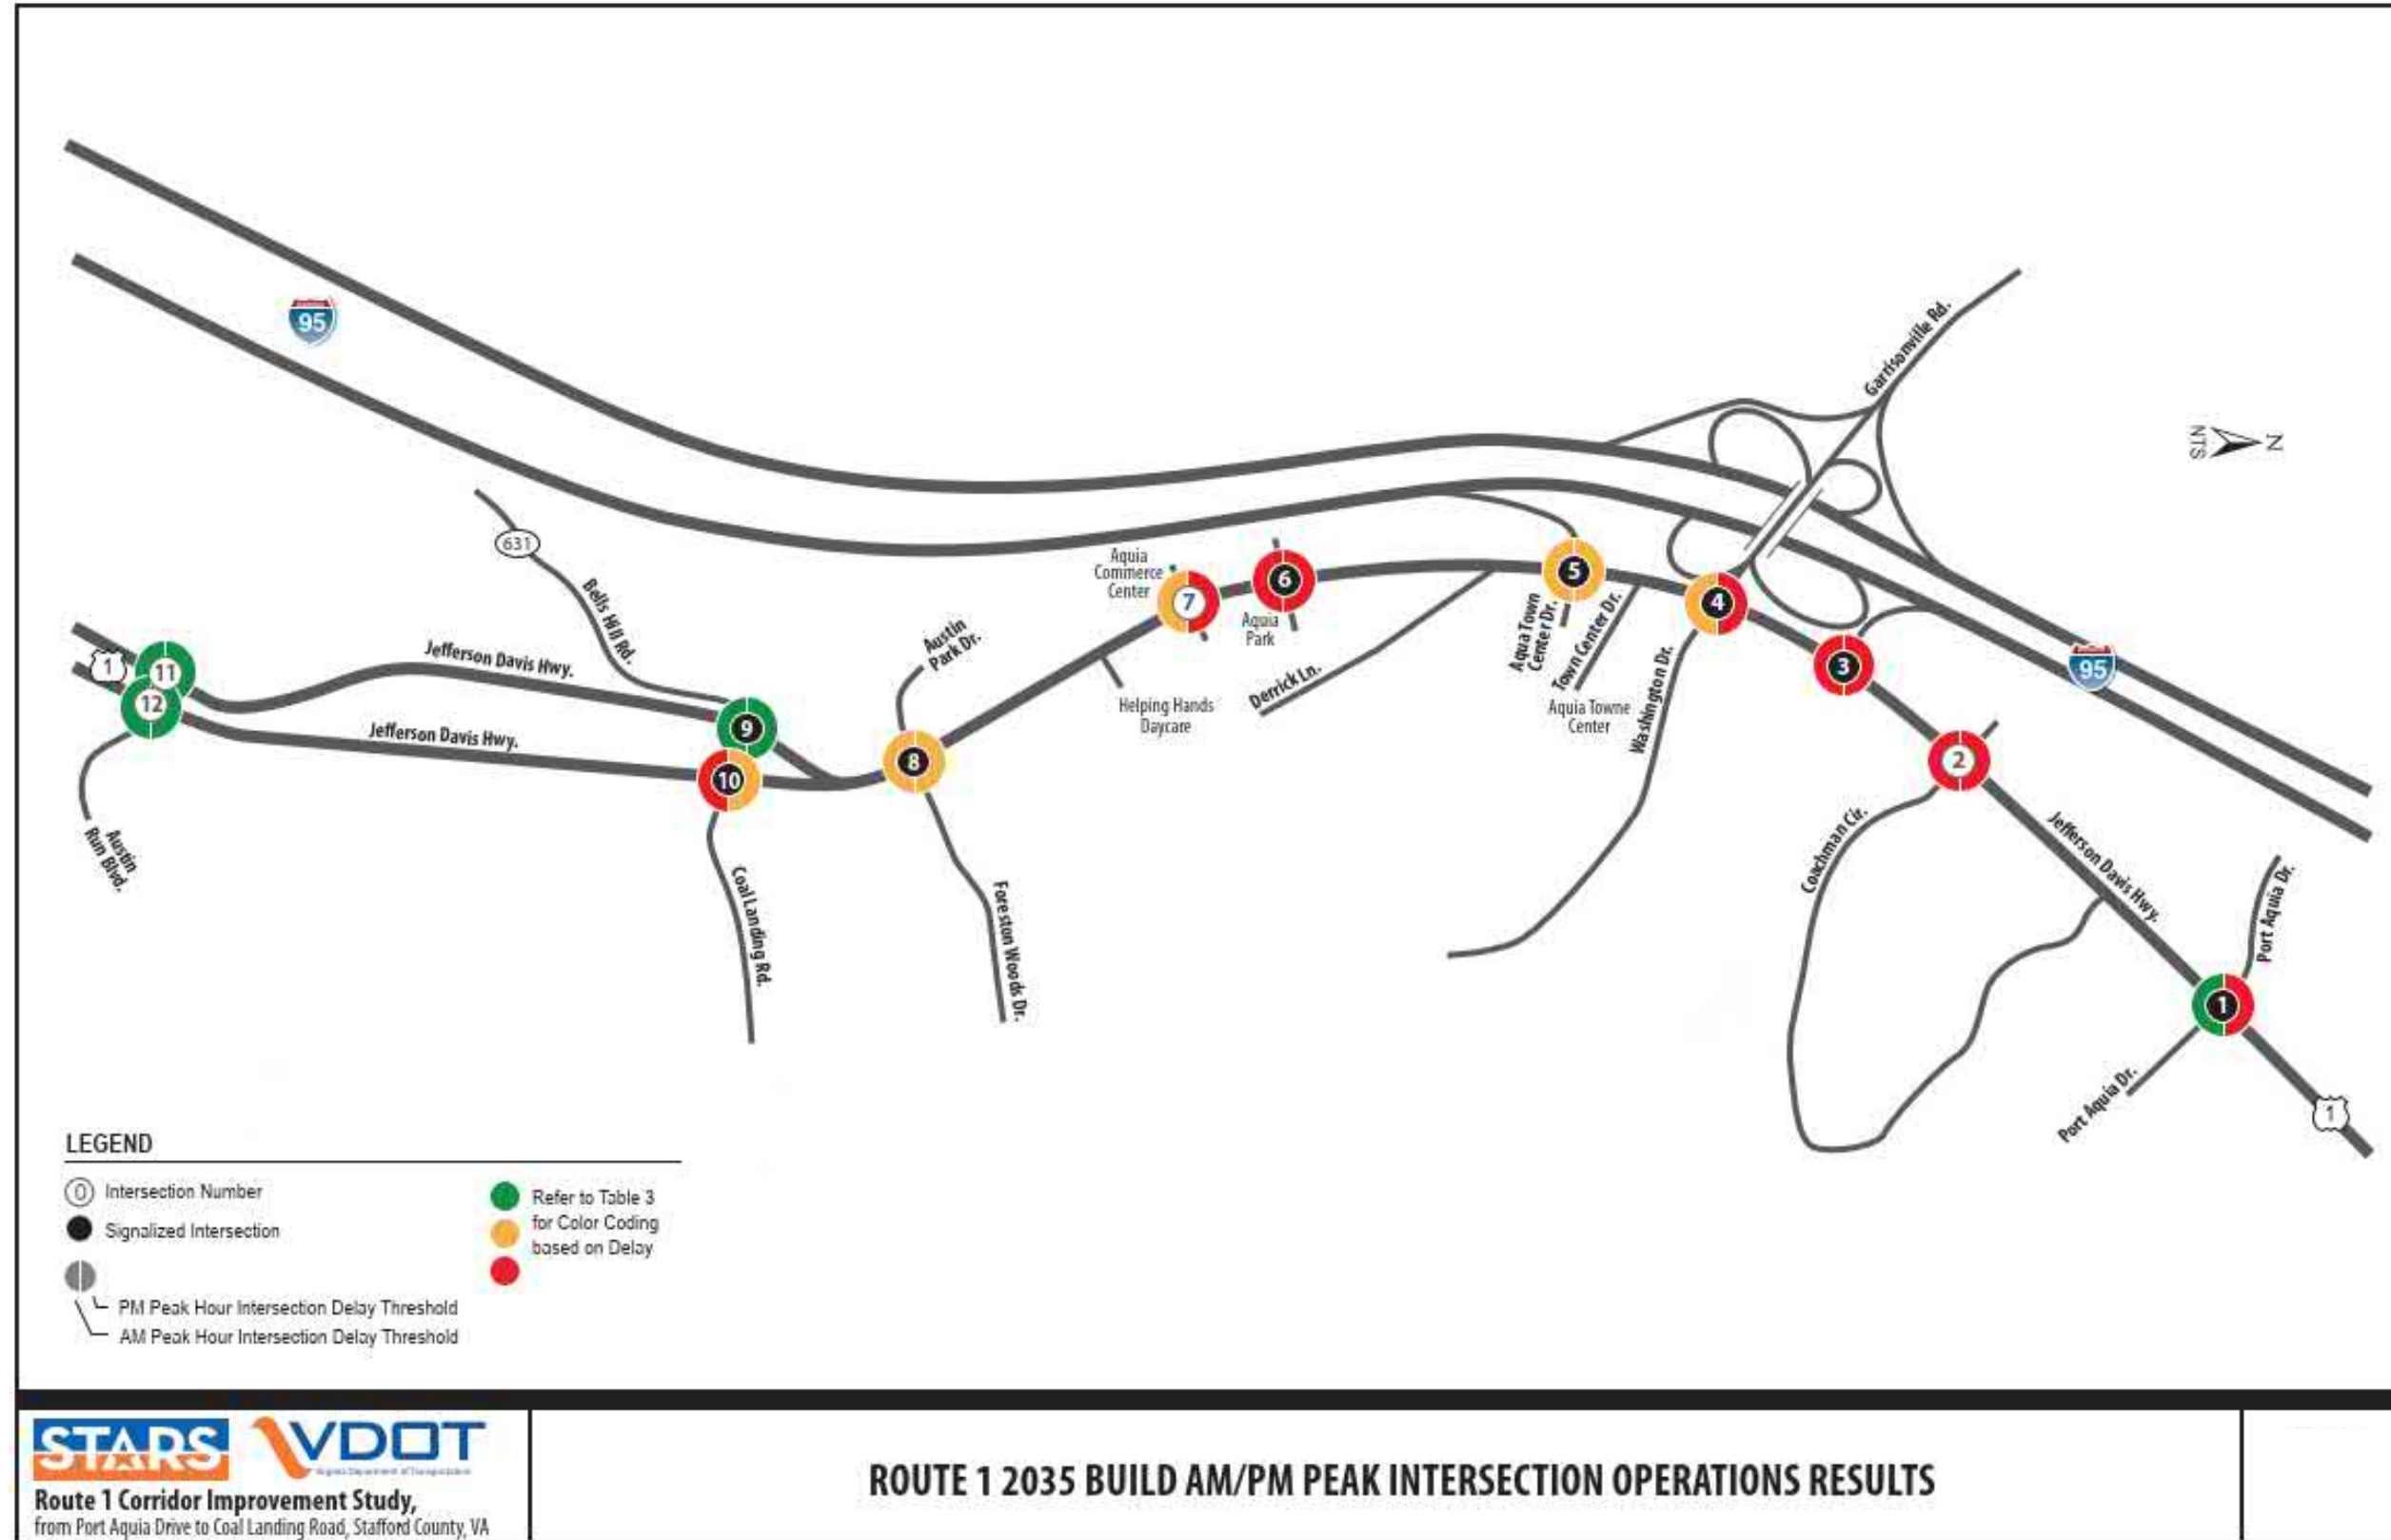 95
Garrisonville Rd.
N
NTS
631
Bells Hill Rd.
Aquia
Commerce
Center
7
6
Aquia
Park
5
Aqua Town
Center Dr.
Town Center Dr.
4
3
95
1
11
12
Jefferson Davis Hwy.
Jefferson Davis Hwy.
9
10
Austin
Park Dr.
8
Helping Hands
Daycare
Derrick Ln.
Aquia Towne
Center
Washington Dr.
2
Coachman Cir.
Jefferson Davis Hwy.
Port Aquia Dr.
1
Port Aquia Dr.
1
Austin
Run Blvd.
Coal Landing Rd.
Foreston Woods Dr.
LEGEND
0 Intersection Number
Signalized Intersection
PM Peak Hour Intersection Delay Threshold
AM Peak Hour Intersection Delay Threshold
Refer to Table 3
for Color Coding
based on Delay
STARS VDOT
Virginia Department of Transportation
Route 1 Corridor Improvement Study,
from Port Aquia Drive to Coal Landing Road, Stafford County, VA
ROUTE 1 2035 BUILD AM/PM PEAK INTERSECTION OPERATIONS RESULTS